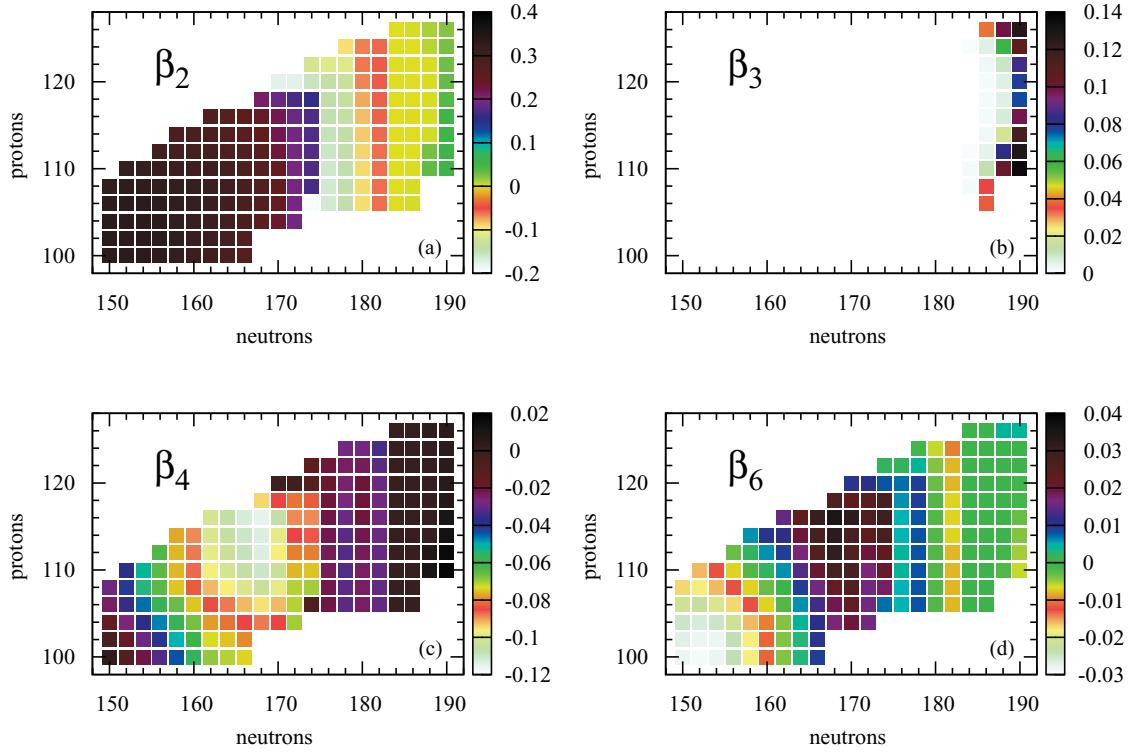 β2
(a)
protons
120
110
100
150 160 170 180 190
neutrons
0.4
0.3
0.2
0.1
0
-0.1
-0.2
β3
(b)
protons
120
110
100
150 160 170 180 190
neutrons
0.14
0.12
0.1
0.08
0.06
0.04
0.02
0
β4
(c)
protons
120
110
100
150 160 170 180 190
neutrons
0.02
0
-0.02
-0.04
-0.06
-0.08
-0.1
-0.12
β6
(d)
protons
120
110
100
150 160 170 180 190
neutrons
0.04
0.03
0.02
0.01
0
-0.01
-0.02
-0.03